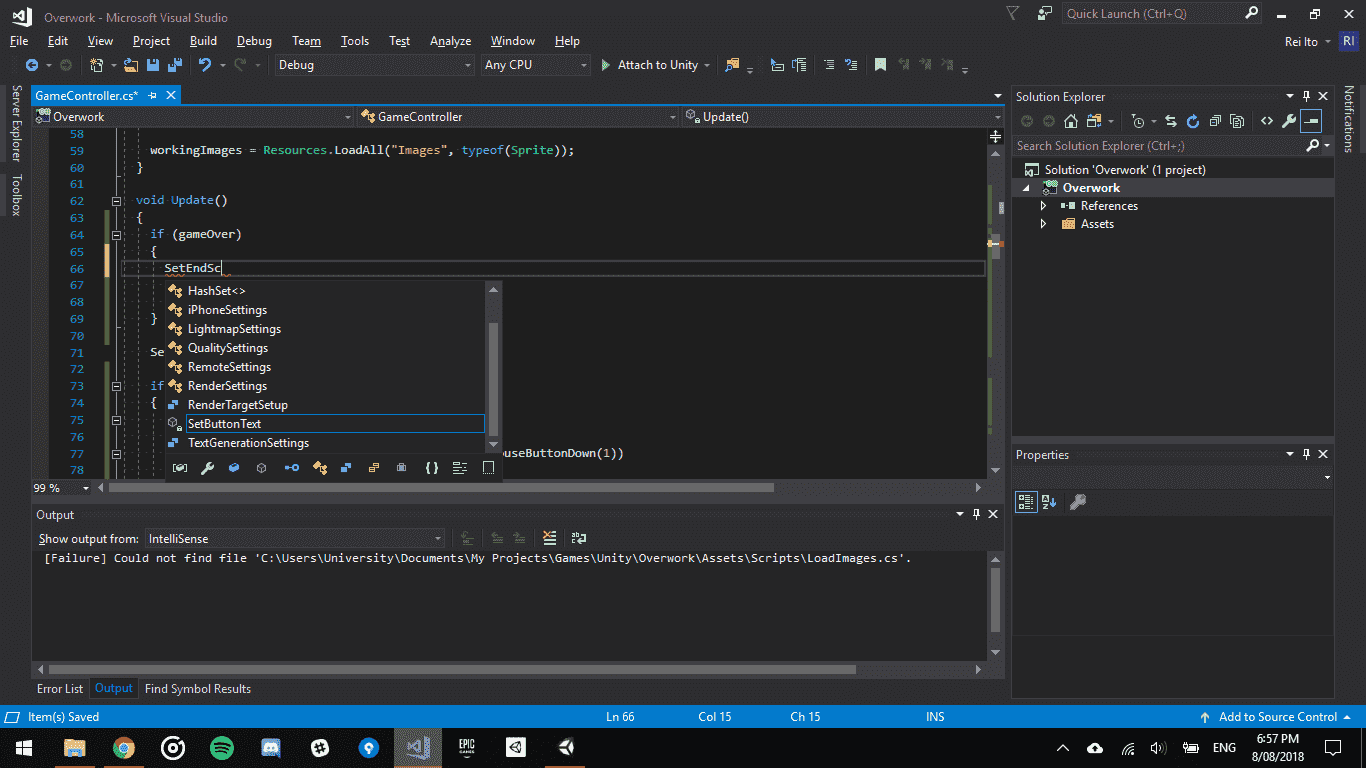 Overwork - Microsoft Visual Studio
Quick Launch (Ctrl+Q)
File Edit View Project Build Debug Team Tools Test Analyze Window Help
Rei Ito RI
Debug Any CPU Attach to Unity
Server Explorer
Toolbox
GameController.cs*
Overwork GameController Update()
58
59 workingImages = Resources.LoadAll("Images", typeof(Sprite));
60 }
61
62 void Update()
63 {
64 if (gameOver)
65 {
66 SetEndSc
67
68
69 }
70
71 Se
72
73 if
74 {
75
76
77 ouseButtonDown(1))
78
HashSet<>
iPhoneSettings
LightmapSettings
QualitySettings
RemoteSettings
RenderSettings
RenderTargetSetup
SetButtonText
TextGenerationSettings
99 %
Output
Show output from: IntelliSense
[Failure] Could not find file 'C:\Users\University\Documents\My Projects\Games\Unity\Overwork\Assets\Scripts\LoadImages.cs'.
Error List Output Find Symbol Results
Solution Explorer
Search Solution Explorer (Ctrl+;)
Solution 'Overwork' (1 project)
Overwork
References
Assets
Properties
Notifications
Item(s) Saved Ln 66 Col 15 Ch 15 INS Add to Source Control
EPIC
GAMES
ENG
6:57 PM
8/08/2018